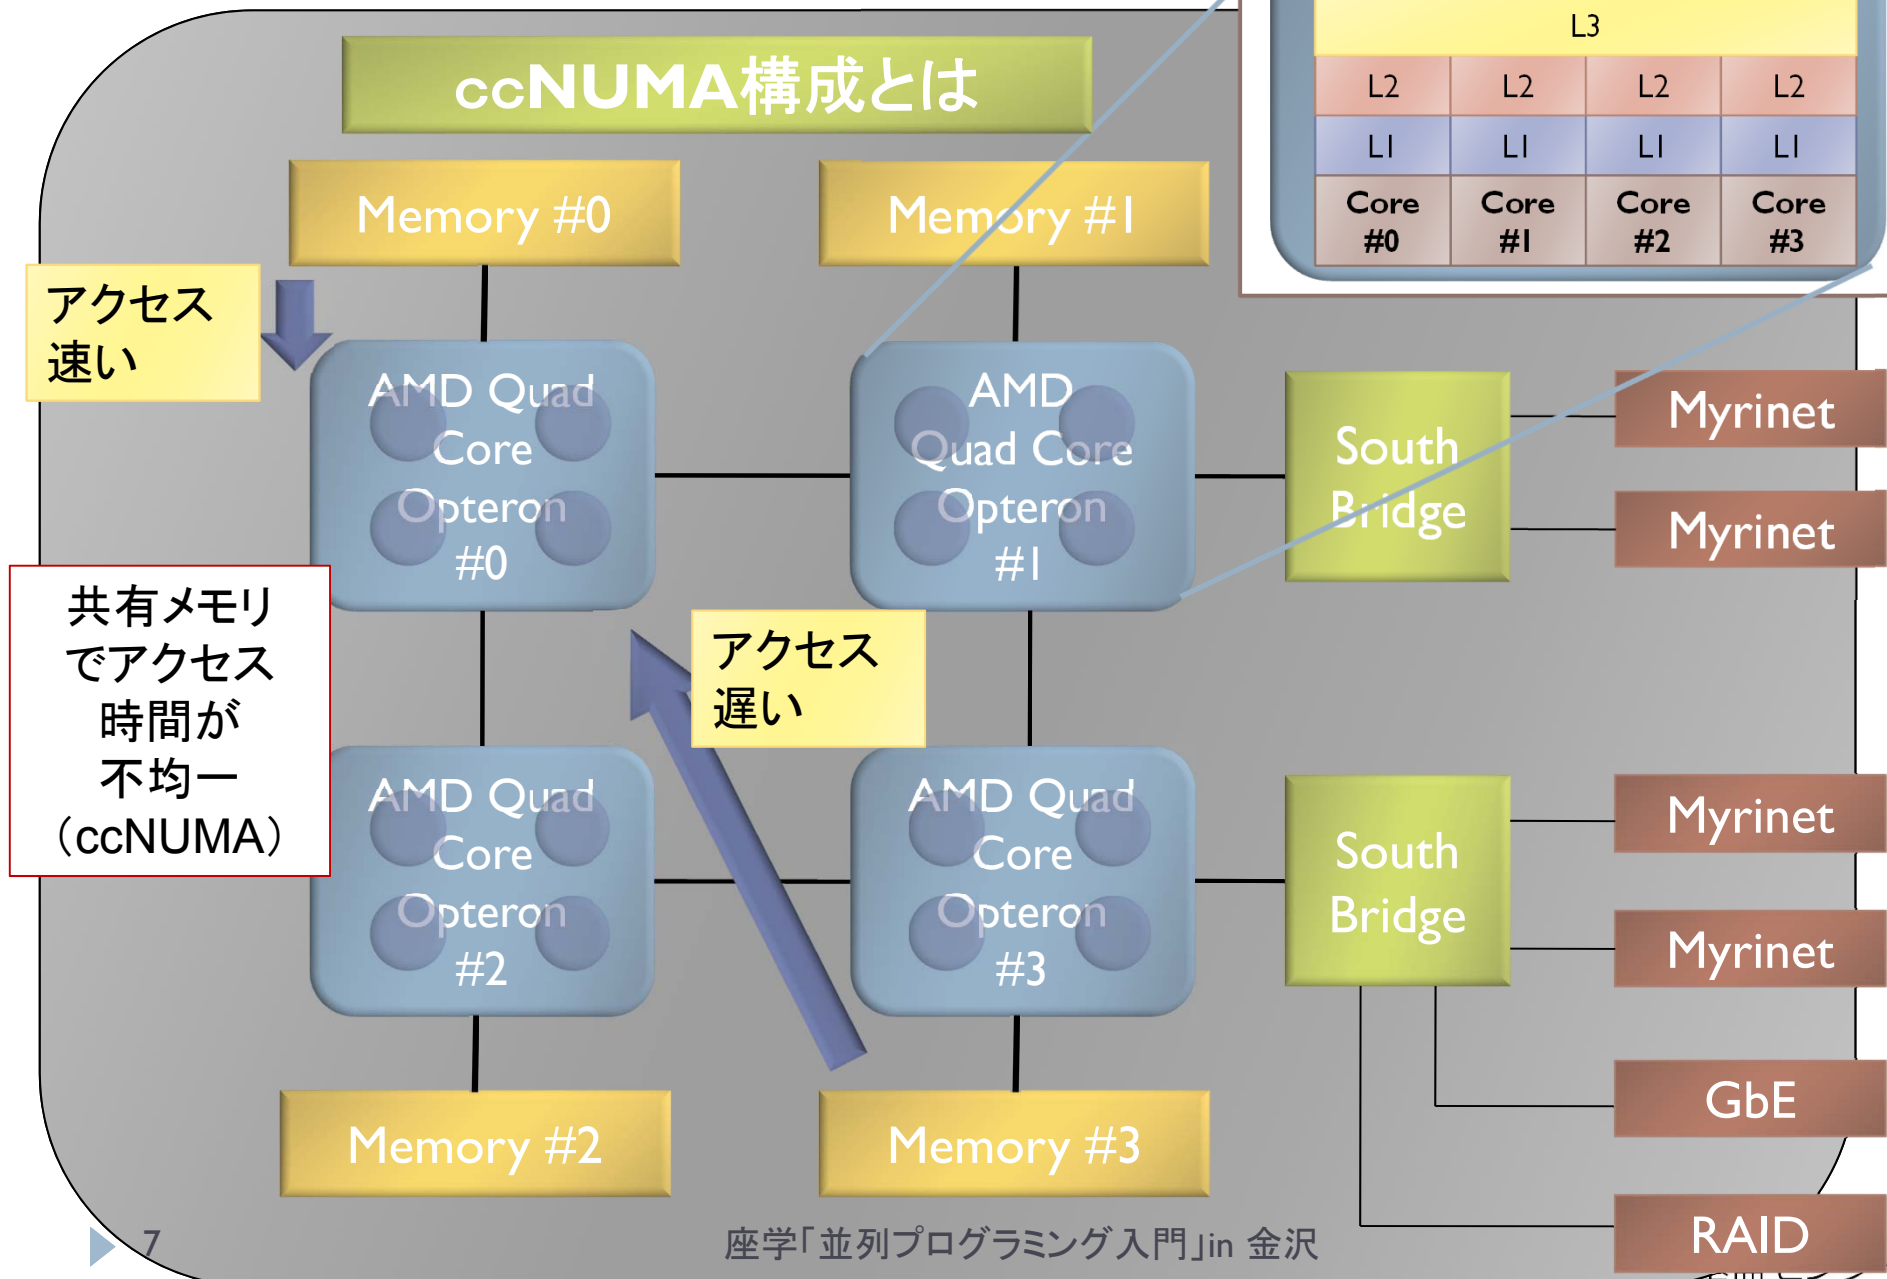 ccNUMA構成とは
L3
L2 L2 L2 L2
L1 L1 L1 L1
Core Core Core Core
#0 #1 #2 #3
Memory #0
Memory #1
アクセス
速い
AMD Quad
Core
Opteron
#0
AMD
Quad Core
Opteron
#1
South
Bridge
Myrinet
Myrinet
共有メモリ
でアクセス
時間が
不均一
（ccNUMA）
アクセス
遅い
AMD Quad
Core
Opteron
#2
AMD Quad
Core
Opteron
#3
South
Bridge
Myrinet
Myrinet
GbE
RAID
Memory #2
Memory #3
7
座学「並列プログラミング入門」in 金沢